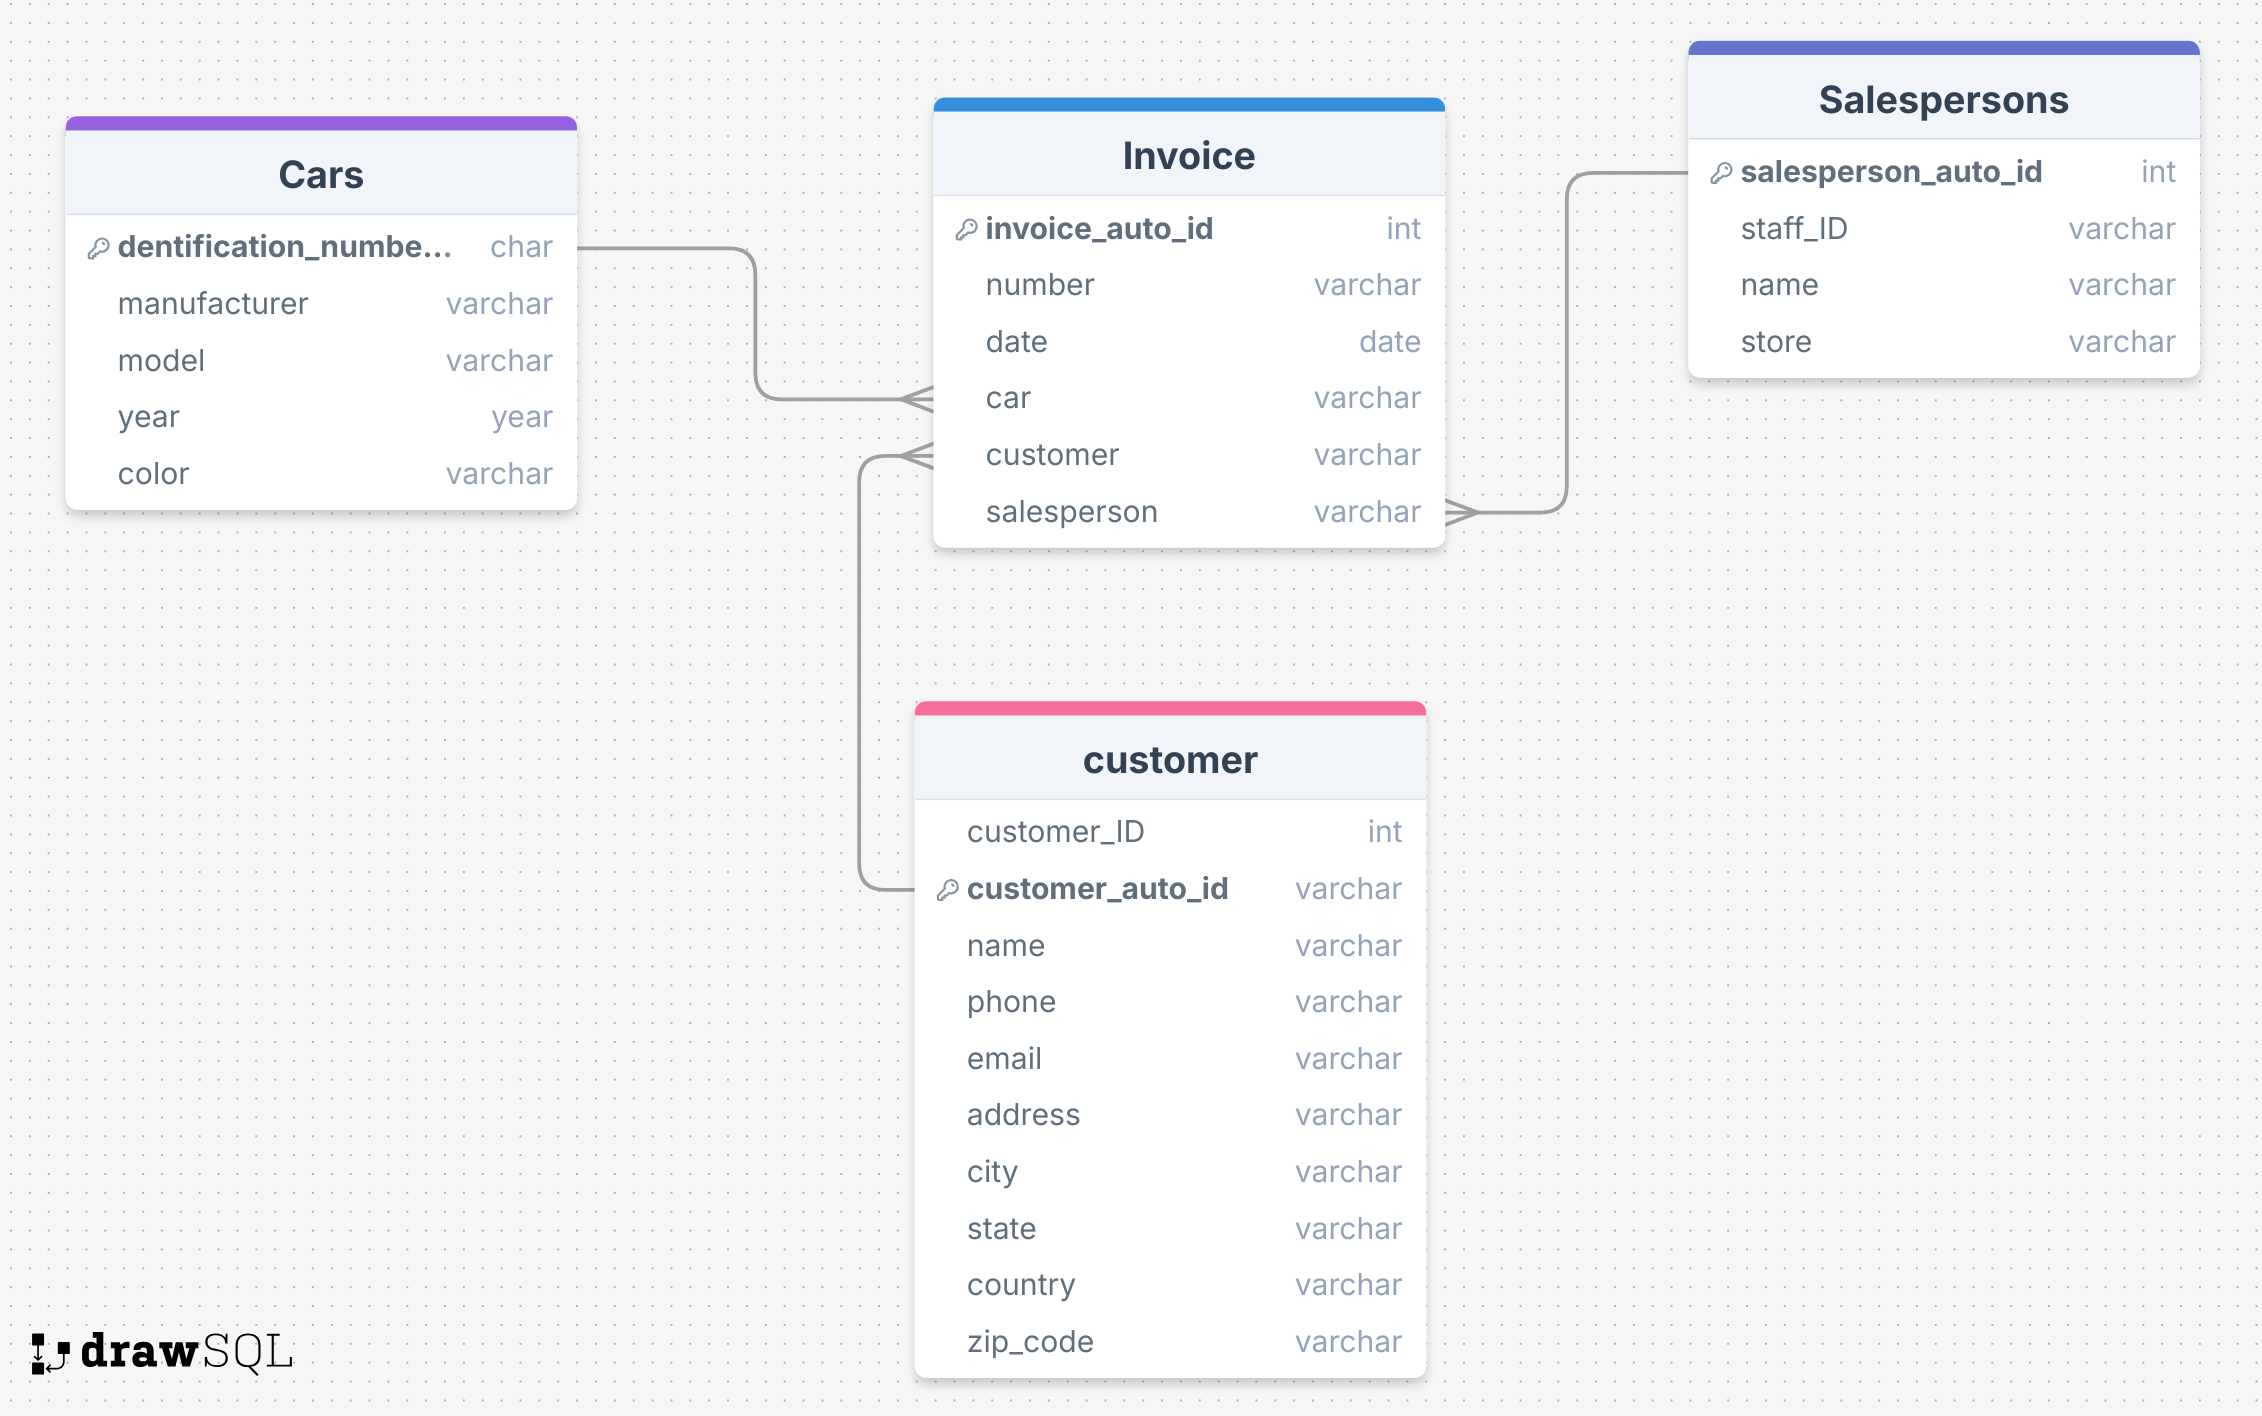 Cars
dentification_numbe... char
manufacturer varchar
model varchar
year year
color varchar
Invoice
invoice_auto_id int
number varchar
date date
car varchar
customer varchar
salesperson varchar
Salespersons
salesperson_auto_id int
staff_ID varchar
name varchar
store varchar
customer
customer_ID int
customer_auto_id varchar
name varchar
phone varchar
email varchar
address varchar
city varchar
state varchar
country varchar
zip_code varchar
drawSQL